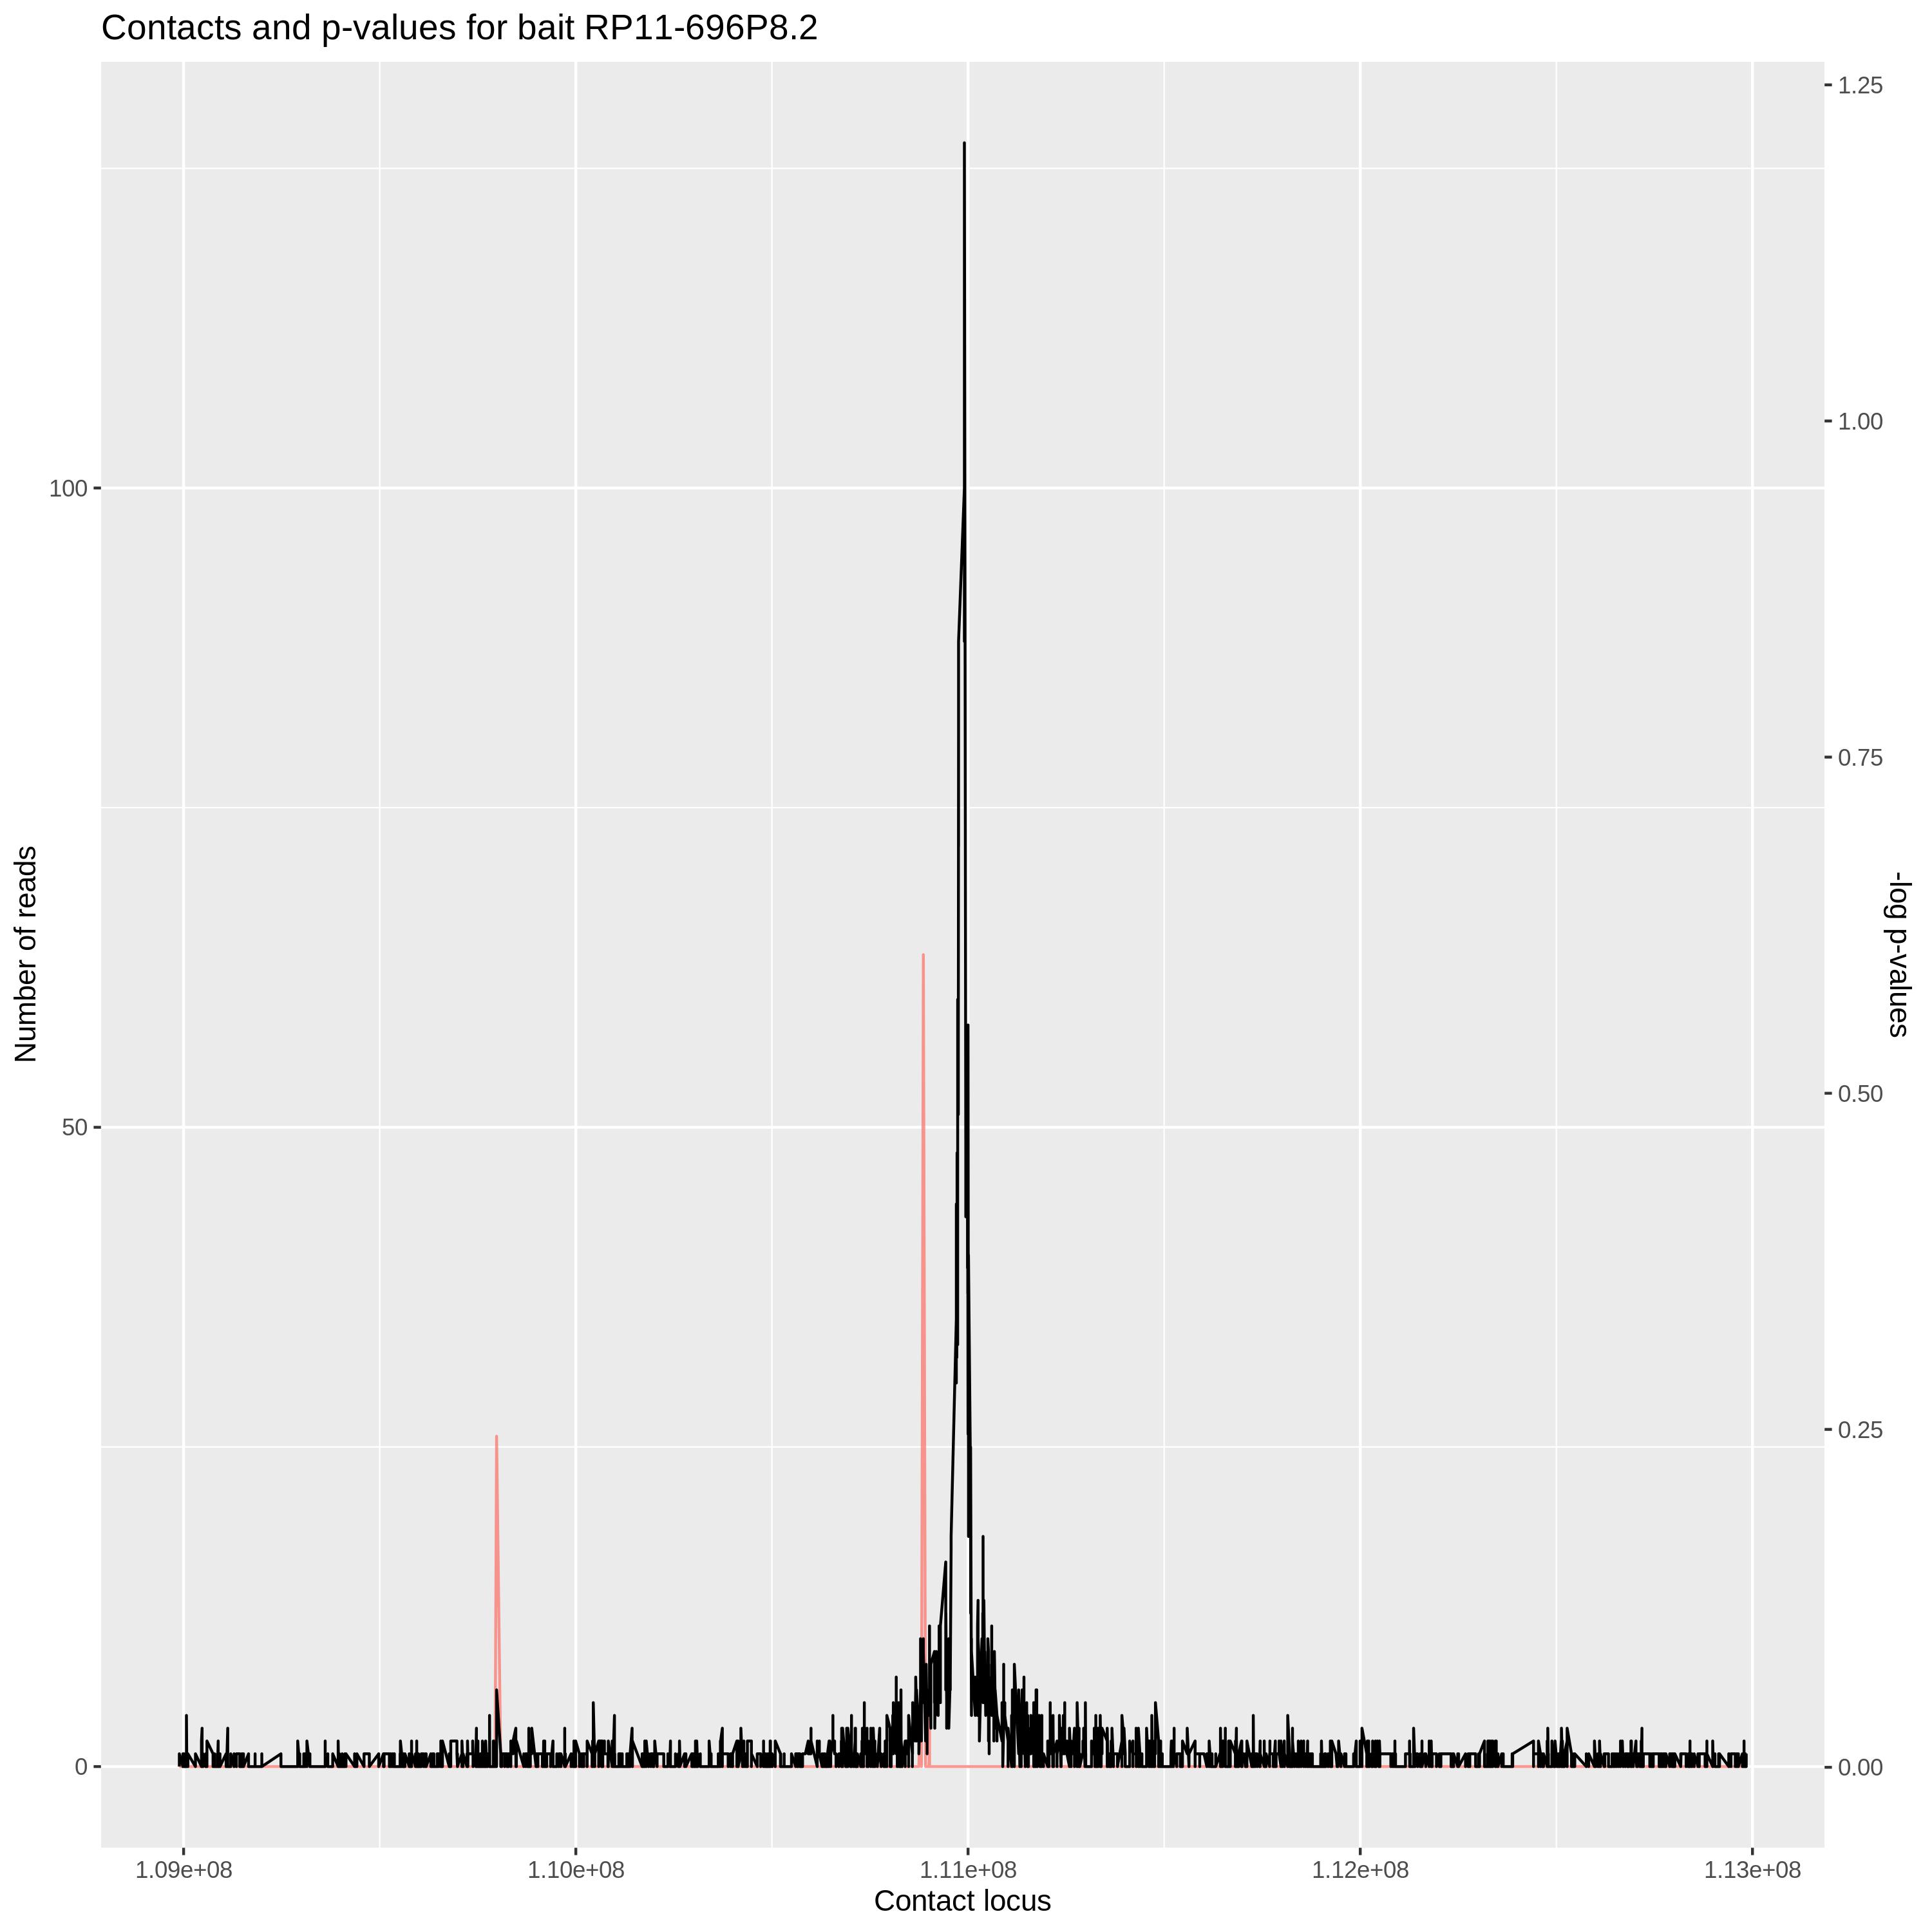 Contacts and p-values for bait RP11-696P8.2
1.25
1.00
100
0.75
Number of reads
-log p-values
0.50
50
0.25
0
0.00
1.09e+08
1.10e+08
1.11e+08
1.12e+08
1.13e+08
Contact locus